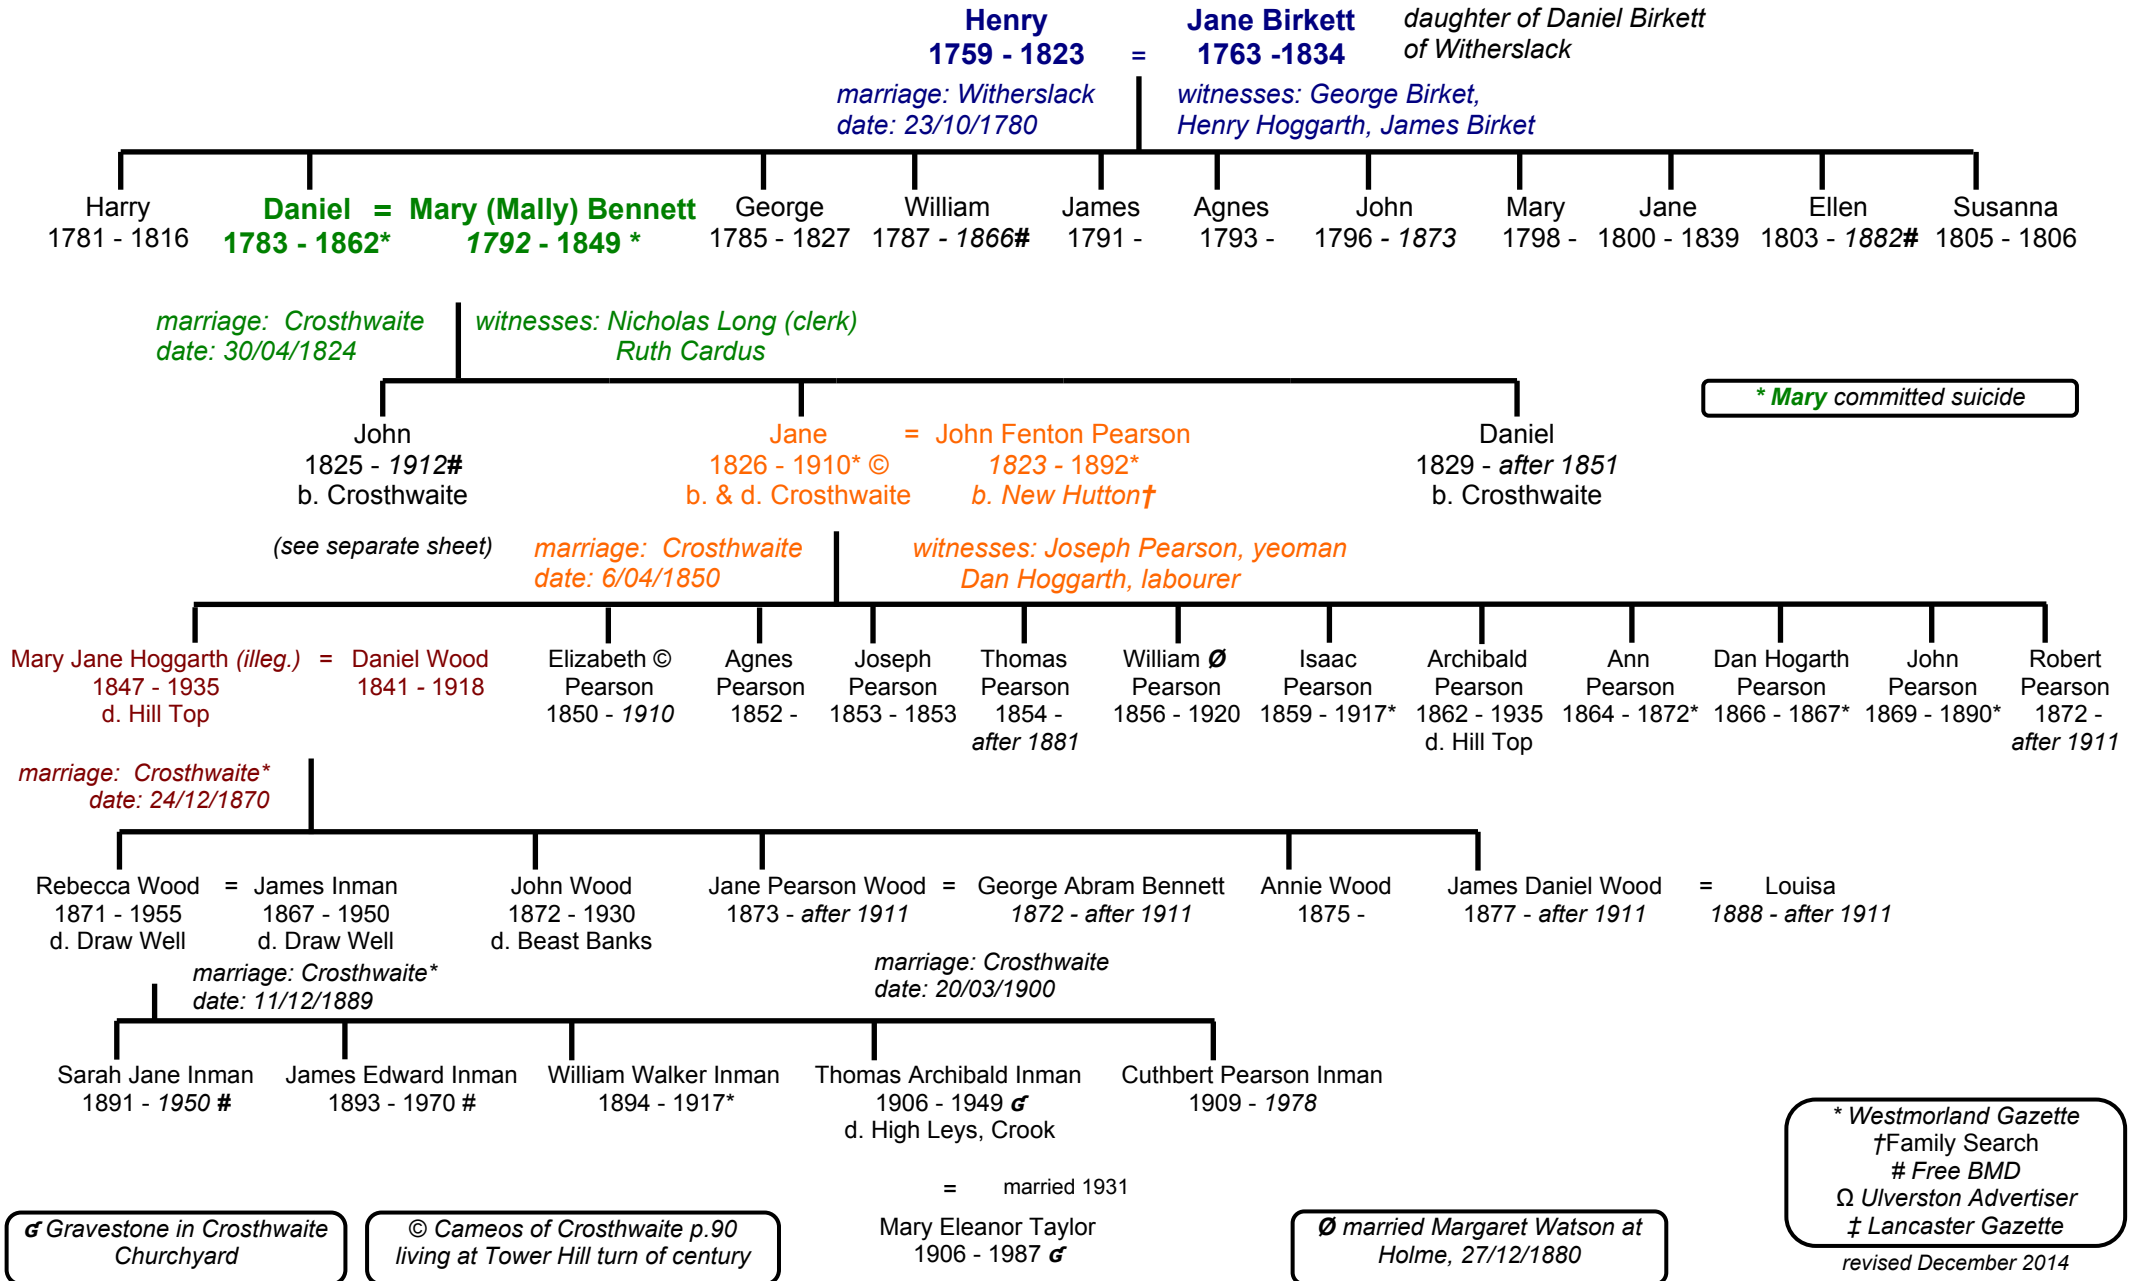 Henry
1759 - 1823
=
Jane Birkett
1763 -1834
daughter of Daniel Birkett
of Witherslack
marriage: Witherslack
date: 23/10/1780
witnesses: George Birket,
Henry Hoggarth, James Birket
Harry
1781 - 1816
Daniel = Mary (Mally) Bennett
1783 - 1862* 1792 - 1849 *
George
1785 - 1827
William
1787 - 1866#
James
1791 -
Agnes
1793 -
John
1796 - 1873
Mary
1798 -
Jane
1800 - 1839
Ellen
1803 - 1882#
Susanna
1805 - 1806
marriage: Crosthwaite
date: 30/04/1824
witnesses: Nicholas Long (clerk)
Ruth Cardus
* Mary committed suicide
John
1825 - 1912#
b. Crosthwaite
(see separate sheet)
Jane
1826 - 1910* ©
b. & d. Crosthwaite
=
John Fenton Pearson
1823 - 1892*
b. New Hutton†
Daniel
1829 - after 1851
b. Crosthwaite
marriage: Crosthwaite
date: 6/04/1850
witnesses: Joseph Pearson, yeoman
Dan Hoggarth, labourer
Mary Jane Hoggarth (illeg.)
1847 - 1935
d. Hill Top
=
Daniel Wood
1841 - 1918
Elizabeth ©
Pearson
1850 - 1910
Agnes
Pearson
1852 -
Joseph
Pearson
1853 - 1853
Thomas
Pearson
1854 -
after 1881
William Ø
Pearson
1856 - 1920
Isaac
Pearson
1859 - 1917*
Archibald
Pearson
1862 - 1935
d. Hill Top
Ann
Pearson
1864 - 1872*
Dan Hogarth
Pearson
1866 - 1867*
John
Pearson
1869 - 1890*
Robert
Pearson
1872 -
after 1911
marriage: Crosthwaite*
date: 24/12/1870
Rebecca Wood
1871 - 1955
d. Draw Well
=
James Inman
1867 - 1950
d. Draw Well
John Wood
1872 - 1930
d. Beast Banks
Jane Pearson Wood
1873 - after 1911
=
George Abram Bennett
1872 - after 1911
Annie Wood
1875 -
James Daniel Wood
1877 - after 1911
=
Louisa
1888 - after 1911
marriage: Crosthwaite*
date: 11/12/1889
marriage: Crosthwaite
date: 20/03/1900
Sarah Jane Inman
1891 - 1950 #
James Edward Inman
1893 - 1970 #
William Walker Inman
1894 - 1917*
Thomas Archibald Inman
1906 - 1949 ɠ
d. High Leys, Crook
Cuthbert Pearson Inman
1909 - 1978
= married 1931
Mary Eleanor Taylor
1906 - 1987 ɠ
ɠ Gravestone in Crosthwaite
Churchyard
© Cameos of Crosthwaite p.90
living at Tower Hill turn of century
Ø married Margaret Watson at
Holme, 27/12/1880
* Westmorland Gazette
†Family Search
# Free BMD
Ω Ulverston Advertiser
‡ Lancaster Gazette
revised December 2014